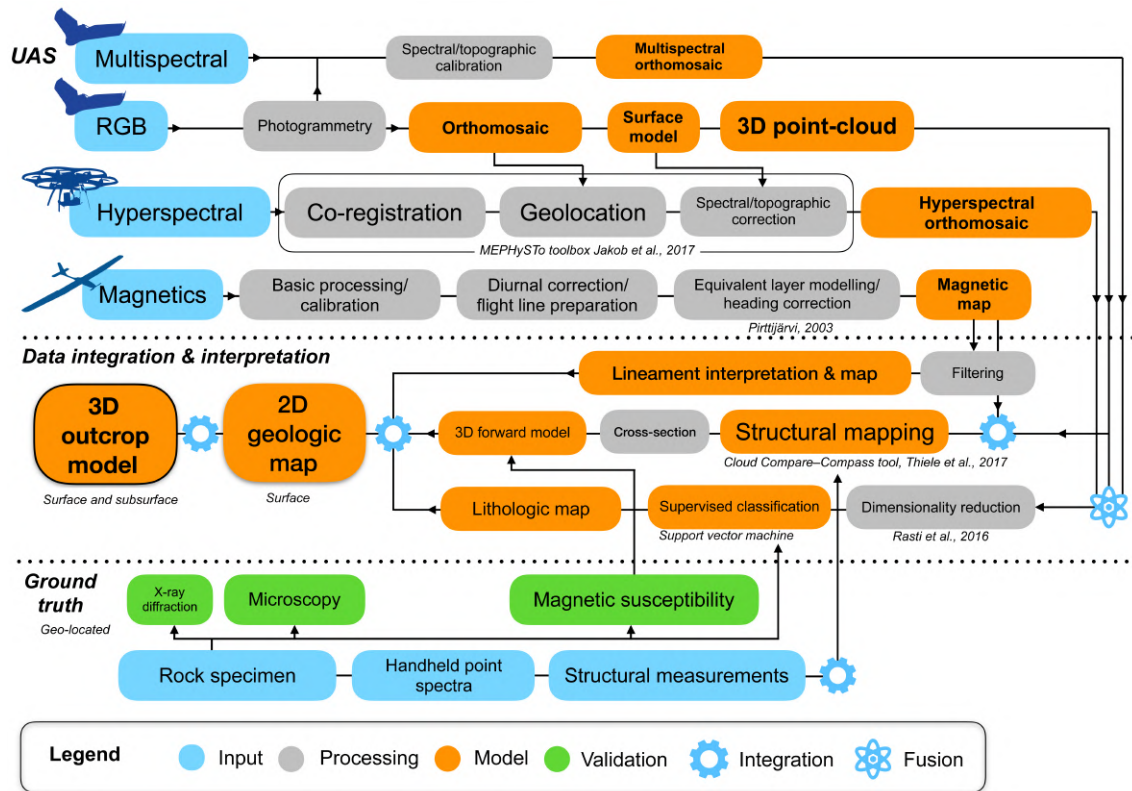 UAS
Multispectral
Spectral/topographic
calibration
Multispectral
orthomosaic
RGB
Photogrammetry
Orthomosaic
Surface
model
3D point-cloud
Hyperspectral
Co-registration
Geolocation
Spectral/topographic
correction
Hyperspectral
orthomosaic
MEPHySTo toolbox Jakob et al., 2017
Magnetics
Basic processing/
calibration
Diurnal correction/
flight line preparation
Equivalent layer modelling/
heading correction
Magnetic
map
Pirttijärvi, 2003
Data integration & interpretation
Lineament interpretation & map
Filtering
3D
outcrop
model
2D
geologic
map
3D forward model
Cross-section
Structural mapping
Cloud Compare–Compass tool, Thiele et al., 2017
Surface and subsurface
Surface
Lithologic map
Supervised classification
Dimensionality reduction
Support vector machine
Rasti et al., 2016
Ground
truth
Geo-located
X-ray
diffraction
Microscopy
Magnetic susceptibility
Rock specimen
Handheld point
spectra
Structural measurements
Legend
Input
Processing
Model
Validation
Integration
Fusion